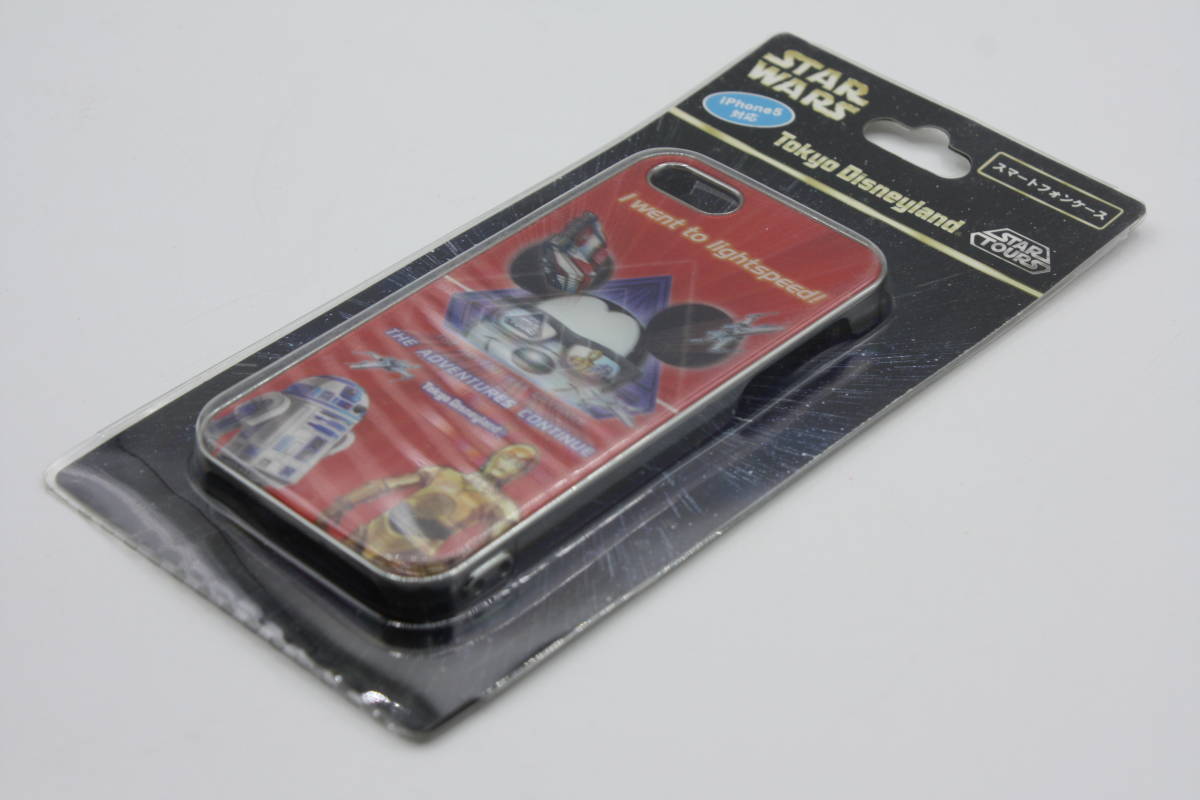 STAR
WARS
iPhone5
対応
Tokyo Disneyland
スマートフォンケース
STAR
TOURS
I went to lightspeed!
THE ADVENTURES CONTINUE
Tokyo Disneyland